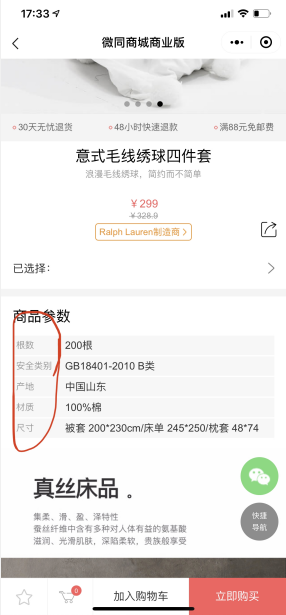 17:33
微同商城商业版
30天无忧退货 48小时快速退款 满88元免邮费
意式毛线绣球四件套
浪漫毛线绣球，简约而不简单
￥299
￥328.9
Ralph Lauren制造商 >
已选择：
商品参数
根数 200根
安全类别 GB18401-2010 B类
产地 中国山东
材质 100%棉
尺寸 被套 200*230cm/床单 245*250/枕套 48*74
真丝床品 。
集柔、滑、盈、泽特性
蚕丝纤维中含有多种对人体有益的氨基酸
滋润、光滑肌肤，深陷柔软，贵族般享受
快捷
导航
0
加入购物车
立即购买